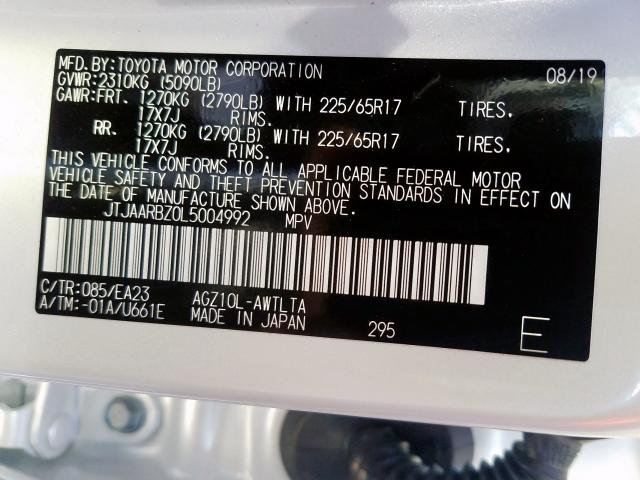 MFD.BY:TOYOTA MOTOR CORPORATION 08/19
GVWR:2310KG (5090LB)
GAWR:FRT. 1270KG (2790LB) WITH 225/65R17 TIRES.
17X7J RIMS.
RR. 1270KG (2790LB) WITH 225/65R17 TIRES.
17X7J RIMS.
THIS VEHICLE CONFORMS TO ALL APPLICABLE FEDERAL MOTOR
VEHICLE SAFETY AND THEFT PREVENTION STANDARDS IN EFFECT ON
THE DATE OF MANUFACTURE SHOWN ABOVE.
JTJAARBZ0L5004992 MPV
C/TR:085/EA23 AGZ10L-AWTLTA
A/TM:-01A/U661E MADE IN JAPAN 295 E